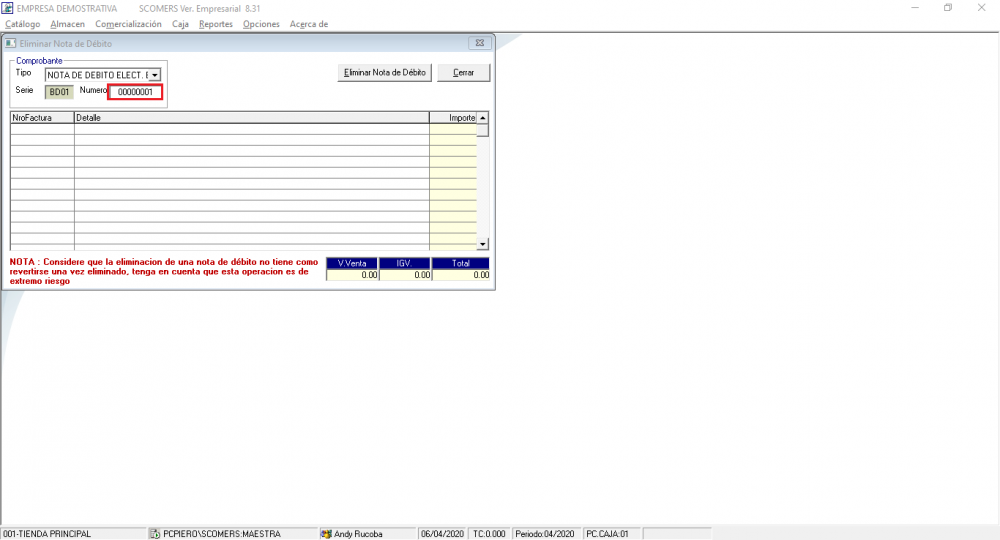 EMPRESA DEMOSTRATIVA SCOMERS Ver. Empresarial 8.31
Catálogo Almacen Comercialización Caja Reportes Opciones Acerca de
Eliminar Nota de Débito
Comprobante
Tipo NOTA DE DEBITO ELECT. E
Eliminar Nota de Débito Cerrar
Serie BD01 Numero 00000001
NroFactura Detalle Importe
NOTA : Considere que la eliminacion de una nota de débito no tiene como
revertirse una vez eliminado, tenga en cuenta que esta operacion es de
extremo riesgo
V.Venta IGV. Total
0.00 0.00 0.00
001-TIENDA PRINCIPAL PCPIERO\SCOMERS:MAESTRA Andy Rucoba 06/04/2020 TC:0.000 Periodo:04/2020 PC.CAJA:01